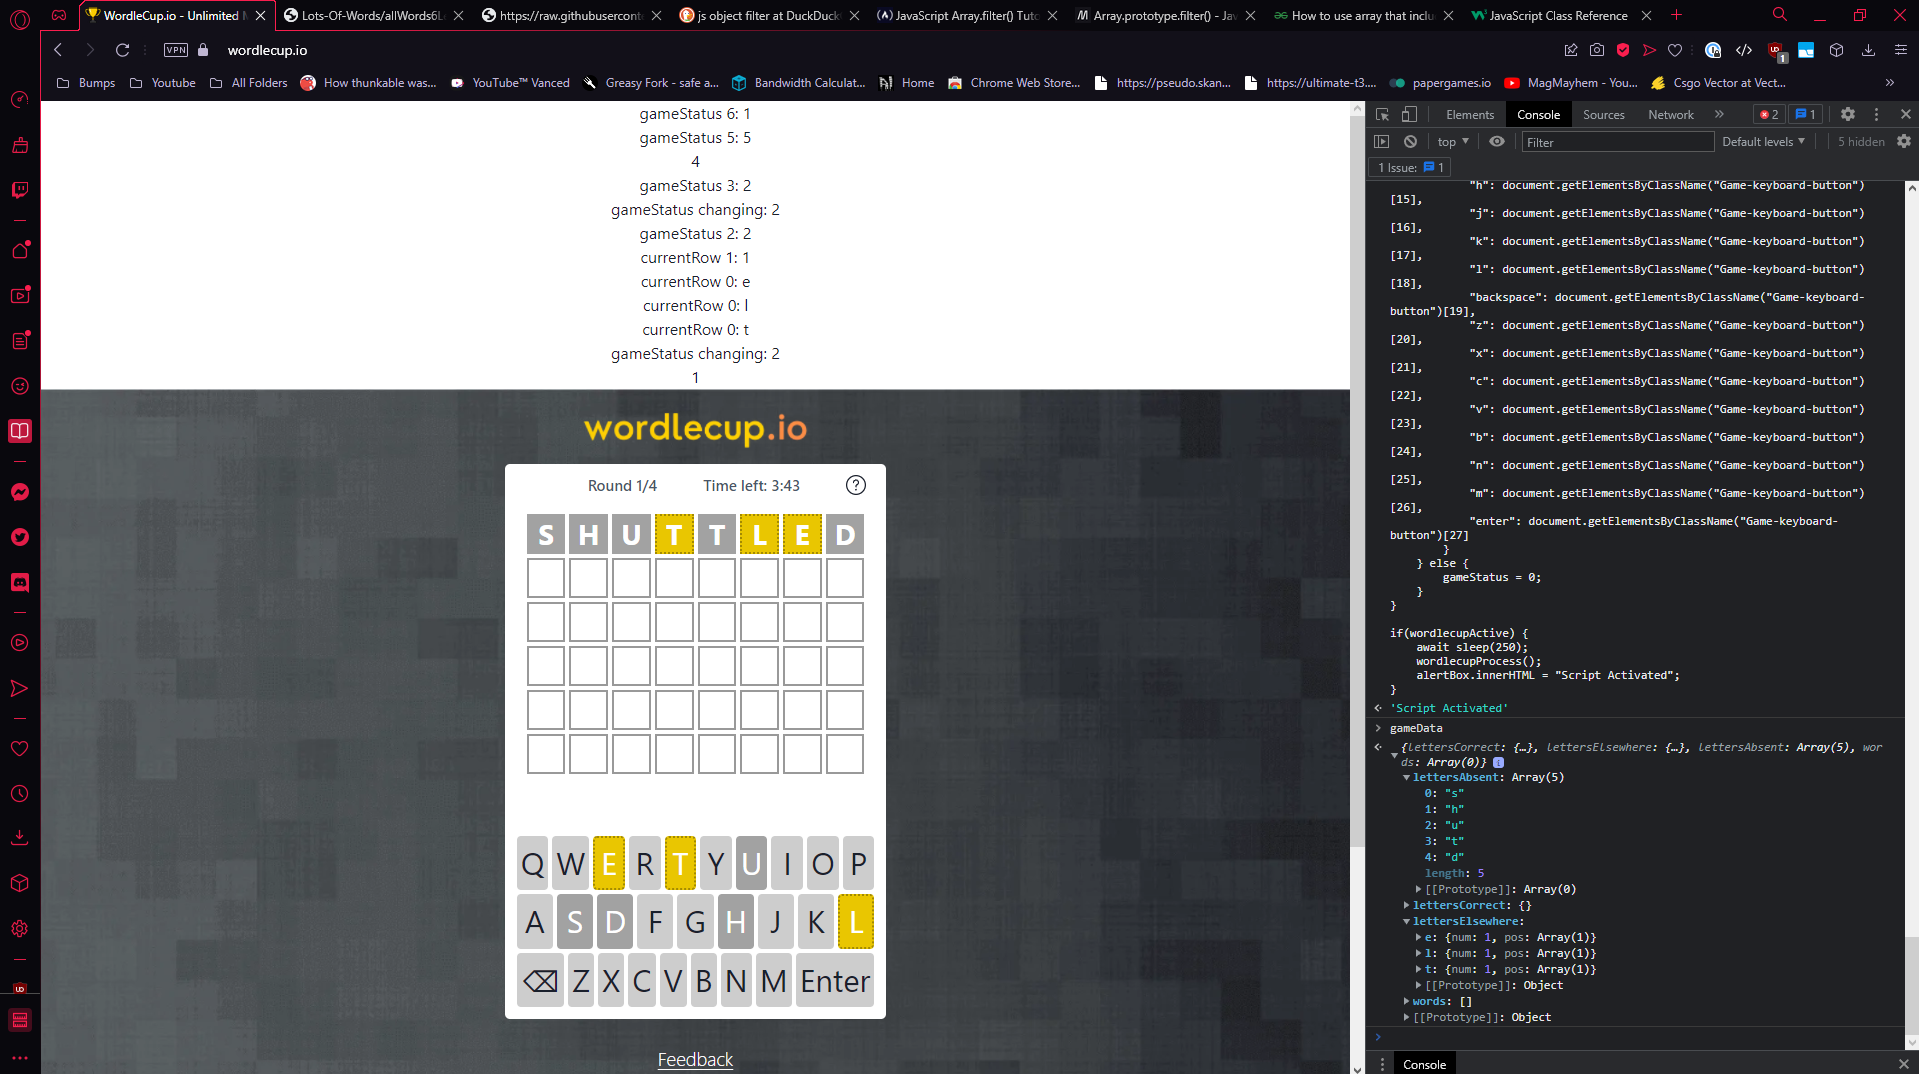 WordleCup.io - Unlimited
Lots-Of-Words/allWords6Le
https://raw.githubuserconte
js object filter at DuckDuck
JavaScript Array.filter() Tuto
Array.prototype.filter() - Jav
How to use array that inclu
JavaScript Class Reference
VPN
wordlecup.io
1
Bumps
Youtube
All Folders
How thunkable was...
YouTube™ Vanced
Greasy Fork - safe a...
Bandwidth Calculat...
Home
Chrome Web Store...
https://pseudo.skan...
https://ultimate-t3....
papergames.io
MagMayhem - You...
Csgo Vector at Vect...
»
gameStatus 6: 1
gameStatus 5: 5
4
gameStatus 3: 2
gameStatus changing: 2
gameStatus 2: 2
currentRow 1: 1
currentRow 0: e
currentRow 0: l
currentRow 0: t
gameStatus changing: 2
1
wordlecup.io
Round 1/4 Time left: 3:43 ?
S H U T T L E D
Q W E R T Y U I O P
A S D F G H J K L
⌫ Z X C V B N M Enter
Feedback
Elements Console Sources Network » 2 1
top Filter Default levels 5 hidden
1 Issue: 1
"h": document.getElementsByClassName("Game-keyboard-button")
[15],
"j": document.getElementsByClassName("Game-keyboard-button")
[16],
"k": document.getElementsByClassName("Game-keyboard-button")
[17],
"l": document.getElementsByClassName("Game-keyboard-button")
[18],
"backspace": document.getElementsByClassName("Game-keyboard-
button")[19],
"z": document.getElementsByClassName("Game-keyboard-button")
[20],
"x": document.getElementsByClassName("Game-keyboard-button")
[21],
"c": document.getElementsByClassName("Game-keyboard-button")
[22],
"v": document.getElementsByClassName("Game-keyboard-button")
[23],
"b": document.getElementsByClassName("Game-keyboard-button")
[24],
"n": document.getElementsByClassName("Game-keyboard-button")
[25],
"m": document.getElementsByClassName("Game-keyboard-button")
[26],
"enter": document.getElementsByClassName("Game-keyboard-
button")[27]
}
} else {
gameStatus = 0;
}
}
if(wordlecupActive) {
await sleep(250);
wordlecupProcess();
alertBox.innerHTML = "Script Activated";
}
'Script Activated'
gameData
{lettersCorrect: {…}, lettersElsewhere: {…}, lettersAbsent: Array(5), wor
ds: Array(0)} i
lettersAbsent: Array(5)
0: "s"
1: "h"
2: "u"
3: "t"
4: "d"
length: 5
[[Prototype]]: Array(0)
lettersCorrect: {}
lettersElsewhere:
e: {num: 1, pos: Array(1)}
l: {num: 1, pos: Array(1)}
t: {num: 1, pos: Array(1)}
[[Prototype]]: Object
words: []
[[Prototype]]: Object
Console